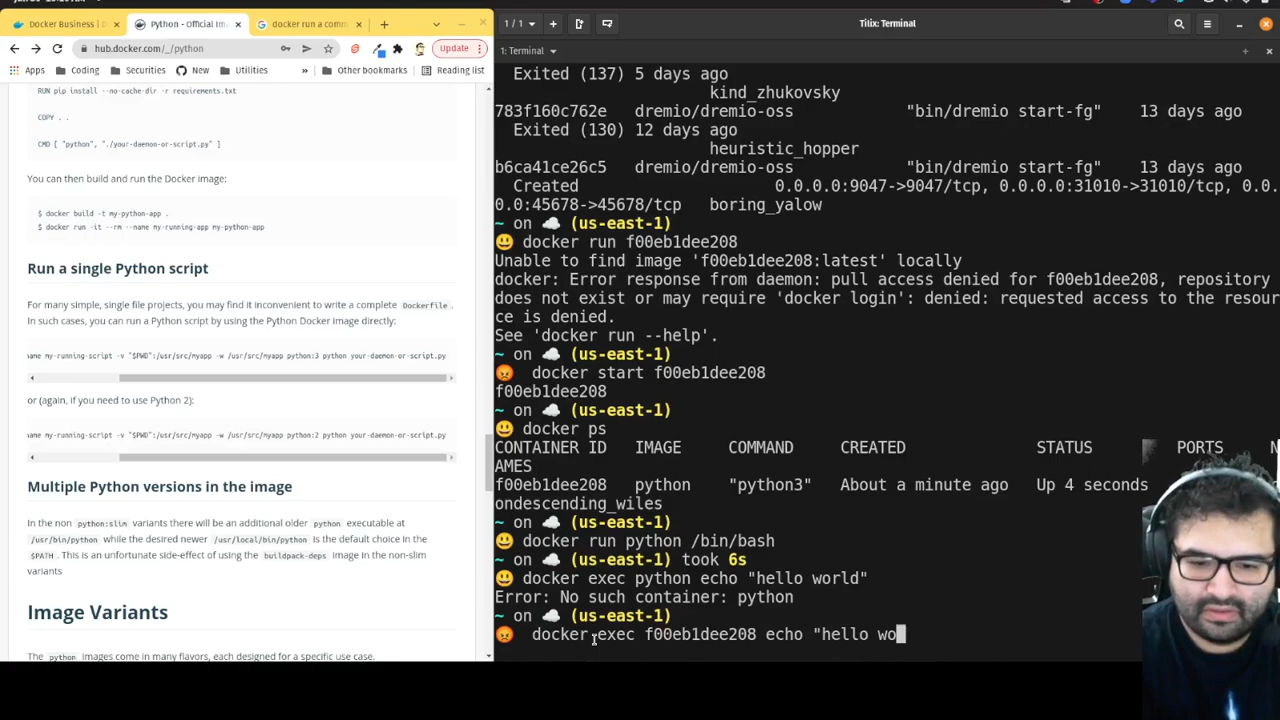 Docker Business | D
Python - Official Im
docker run a comm
hub.docker.com/_/python
Update
Apps
Coding
Securities
New
Utilities
»
Other bookmarks
Reading list
RUN pip install --no-cache-dir -r requirements.txt
COPY . .
CMD [ "python", "./your-daemon-or-script.py" ]
You can then build and run the Docker image:
$ docker build -t my-python-app .
$ docker run -it --rm --name my-running-app my-python-app
Run a single Python script
For many simple, single file projects, you may find it inconvenient to write a complete Dockerfile .
In such cases, you can run a Python script by using the Python Docker image directly:
name my-running-script -v "$PWD":/usr/src/myapp -w /usr/src/myapp python:3 python your-daemon-or-script.py
or (again, if you need to use Python 2):
name my-running-script -v "$PWD":/usr/src/myapp -w /usr/src/myapp python:2 python your-daemon-or-script.py
Multiple Python versions in the image
In the non python:slim variants there will be an additional older python executable at
/usr/bin/python while the desired newer /usr/local/bin/python is the default choice in the
$PATH . This is an unfortunate side-effect of using the buildpack-deps image in the non-slim
variants
Image Variants
The python images come in many flavors, each designed for a specific use case.
1 / 1
Tilix: Terminal
1: Terminal
Exited (137) 5 days ago
kind_zhukovsky
783f160c762e dremio/dremio-oss "bin/dremio start-fg" 13 days ago
Exited (130) 12 days ago
heuristic_hopper
b6ca41ce26c5 dremio/dremio-oss "bin/dremio start-fg" 13 days ago
Created 0.0.0.0:9047->9047/tcp, 0.0.0.0:31010->31010/tcp, 0.0.
0.0:45678->45678/tcp boring_yalow
~ on ☁️ (us-east-1)
😃 docker run f00eb1dee208
Unable to find image 'f00eb1dee208:latest' locally
docker: Error response from daemon: pull access denied for f00eb1dee208, repository
does not exist or may require 'docker login': denied: requested access to the resour
ce is denied.
See 'docker run --help'.
~ on ☁️ (us-east-1)
😡 docker start f00eb1dee208
f00eb1dee208
~ on ☁️ (us-east-1)
😃 docker ps
CONTAINER ID IMAGE COMMAND CREATED STATUS PORTS N
AMES
f00eb1dee208 python "python3" About a minute ago Up 4 seconds
ondescending_wiles
~ on ☁️ (us-east-1)
😃 docker run python /bin/bash
~ on ☁️ (us-east-1) took 6s
😃 docker exec python echo "hello world"
Error: No such container: python
~ on ☁️ (us-east-1)
😡 docker exec f00eb1dee208 echo "hello wo